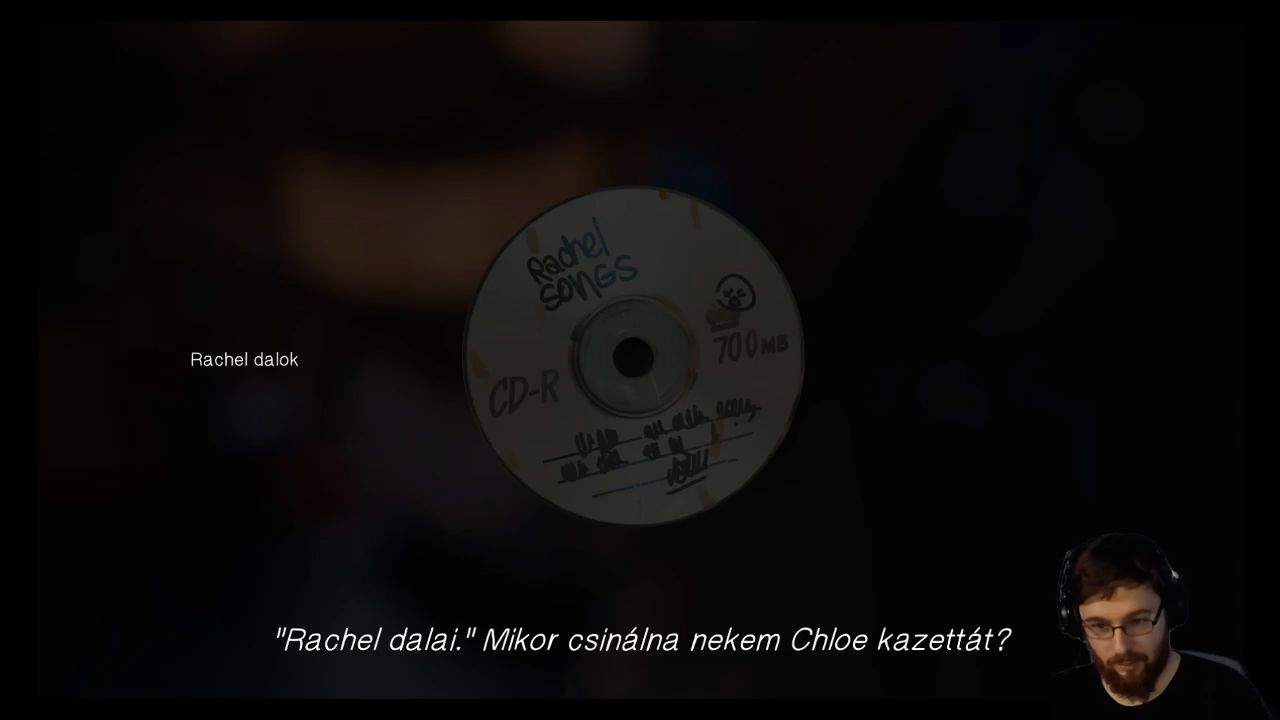 Rachel
SONGS
700 MB
CD-R
Rachel dalok
"Rachel dalai." Mikor csinálna nekem Chloe kazettát?